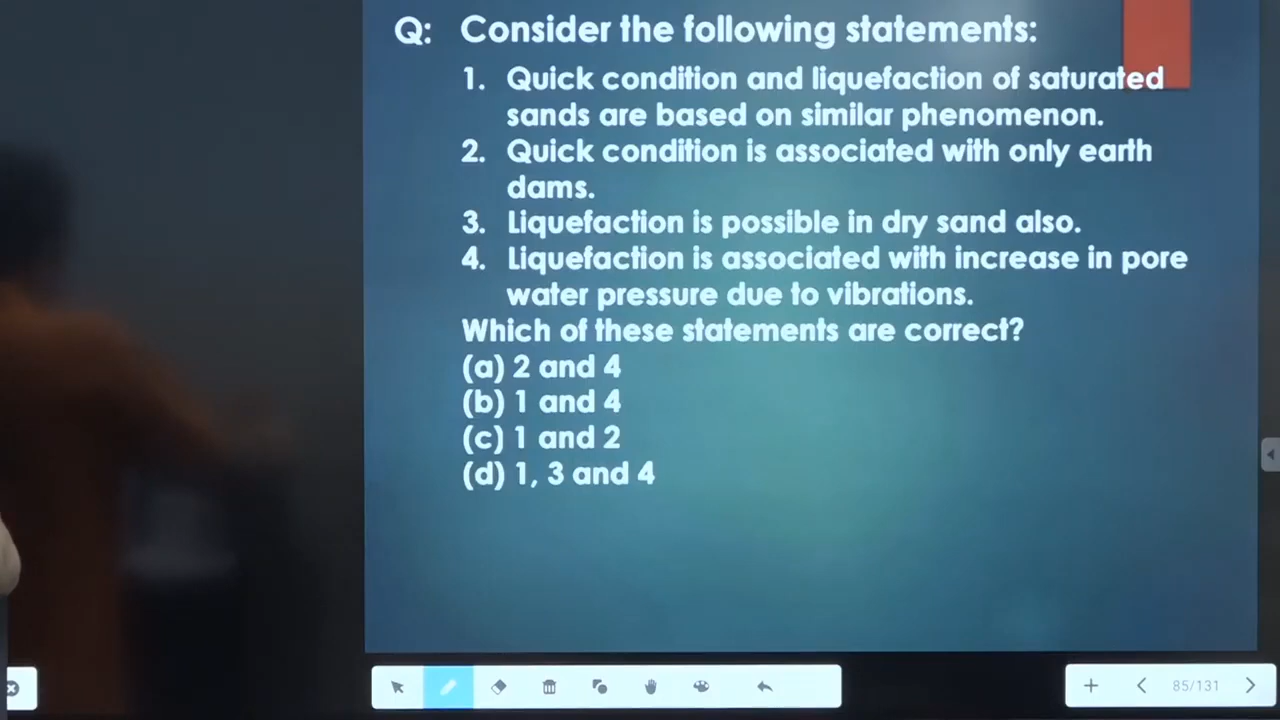 Q: Consider the following statements:
1. Quick condition and liquefaction of saturated
sands are based on similar phenomenon.
2. Quick condition is associated with only earth
dams.
3. Liquefaction is possible in dry sand also.
4. Liquefaction is associated with increase in pore
water pressure due to vibrations.
Which of these statements are correct?
(a) 2 and 4
(b) 1 and 4
(c) 1 and 2
(d) 1, 3 and 4
85/131